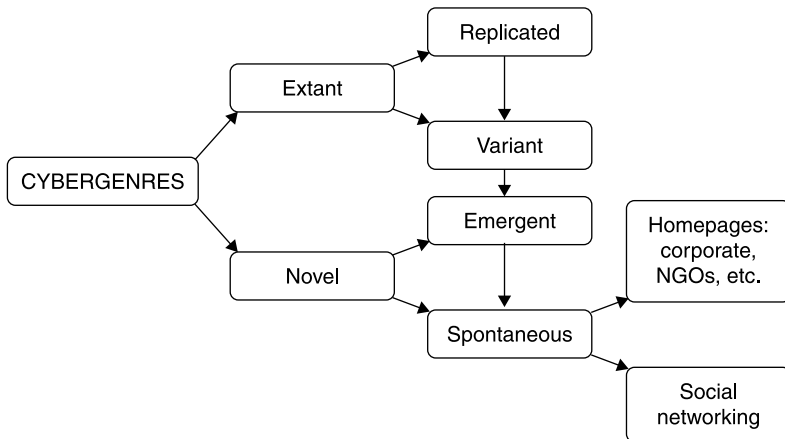 Replicated
Extant
Variant
CYBERGENRES
Emergent
Novel
Spontaneous
Homepages:
corporate,
NGOs, etc.
Social
networking